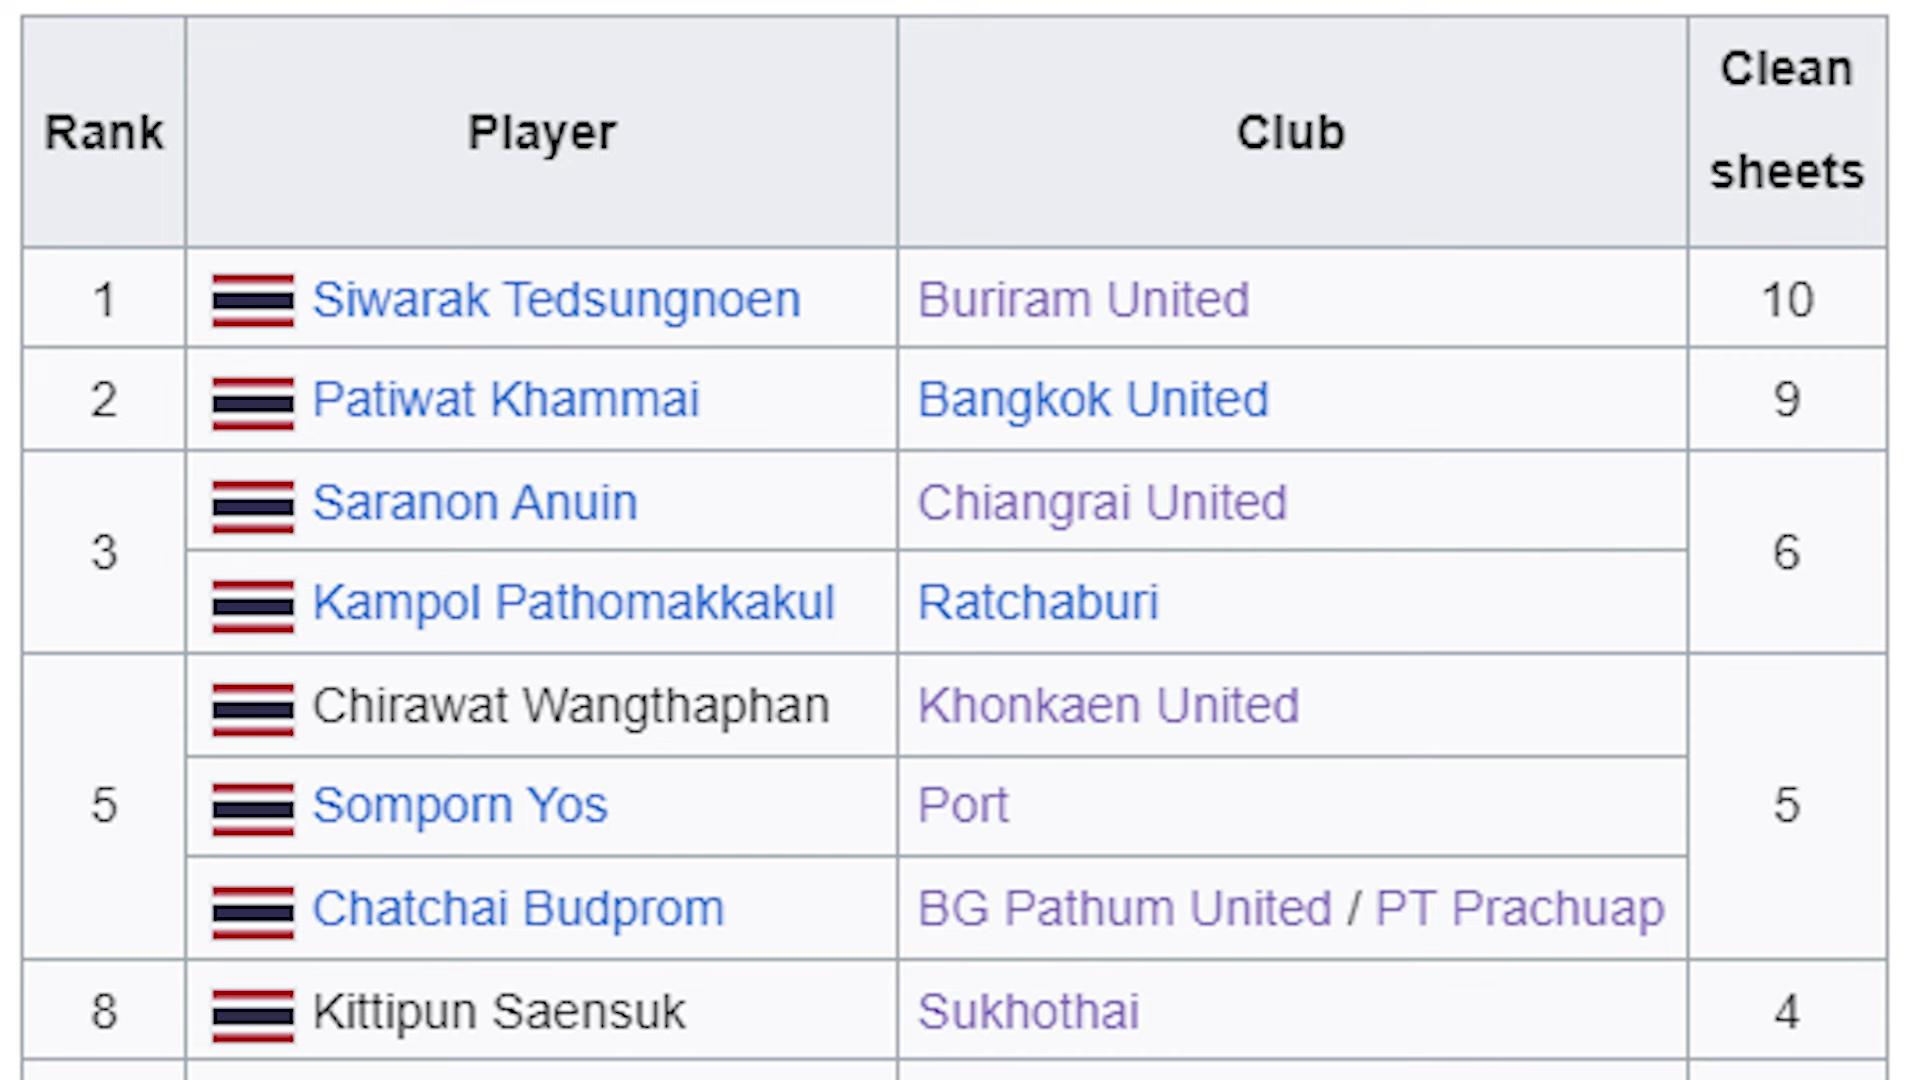 Rank Player Club Clean sheets
1 Siwarak Tedsungnoen Buriram United 10
2 Patiwat Khammai Bangkok United 9
3 Saranon Anuin Chiangrai United 6
Kampol Pathomakkakul Ratchaburi
5 Chirawat Wangthaphan Khonkaen United 5
Somporn Yos Port
Chatchai Budprom BG Pathum United / PT Prachuap
8 Kittipun Saensuk Sukhothai 4